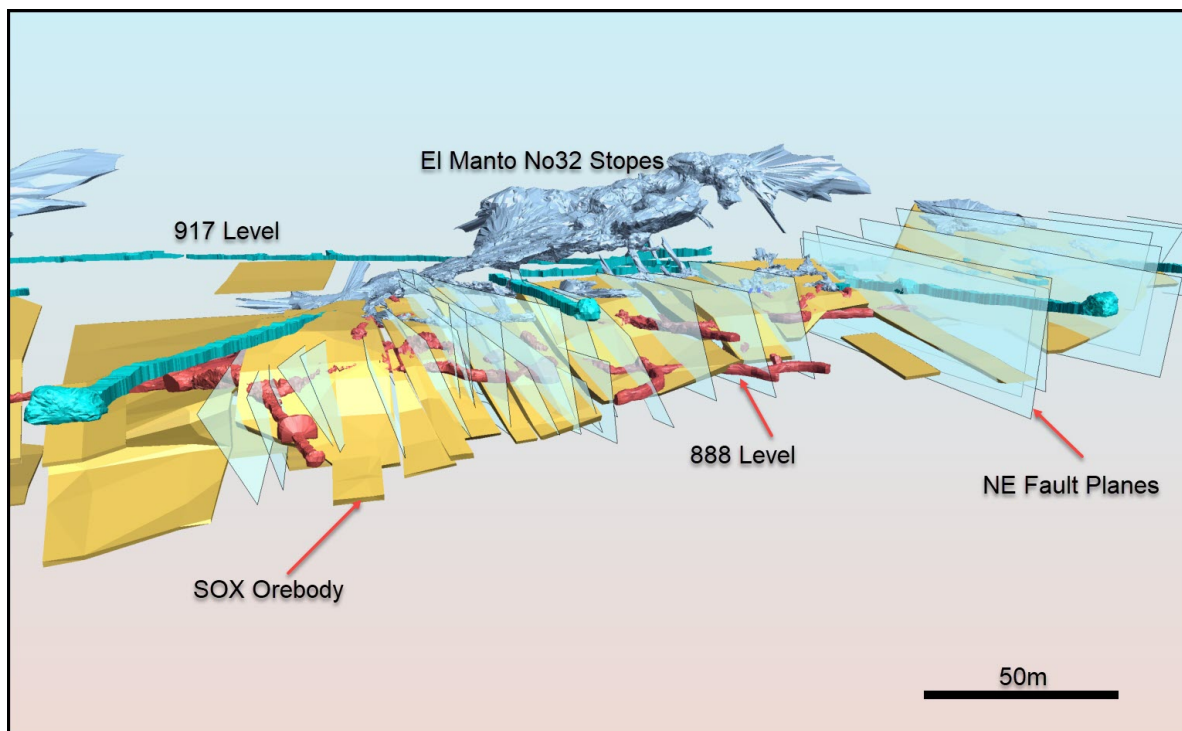 El Manto No32 Stopes
917 Level
888 Level
NE Fault Planes
SOX Orebody
50m